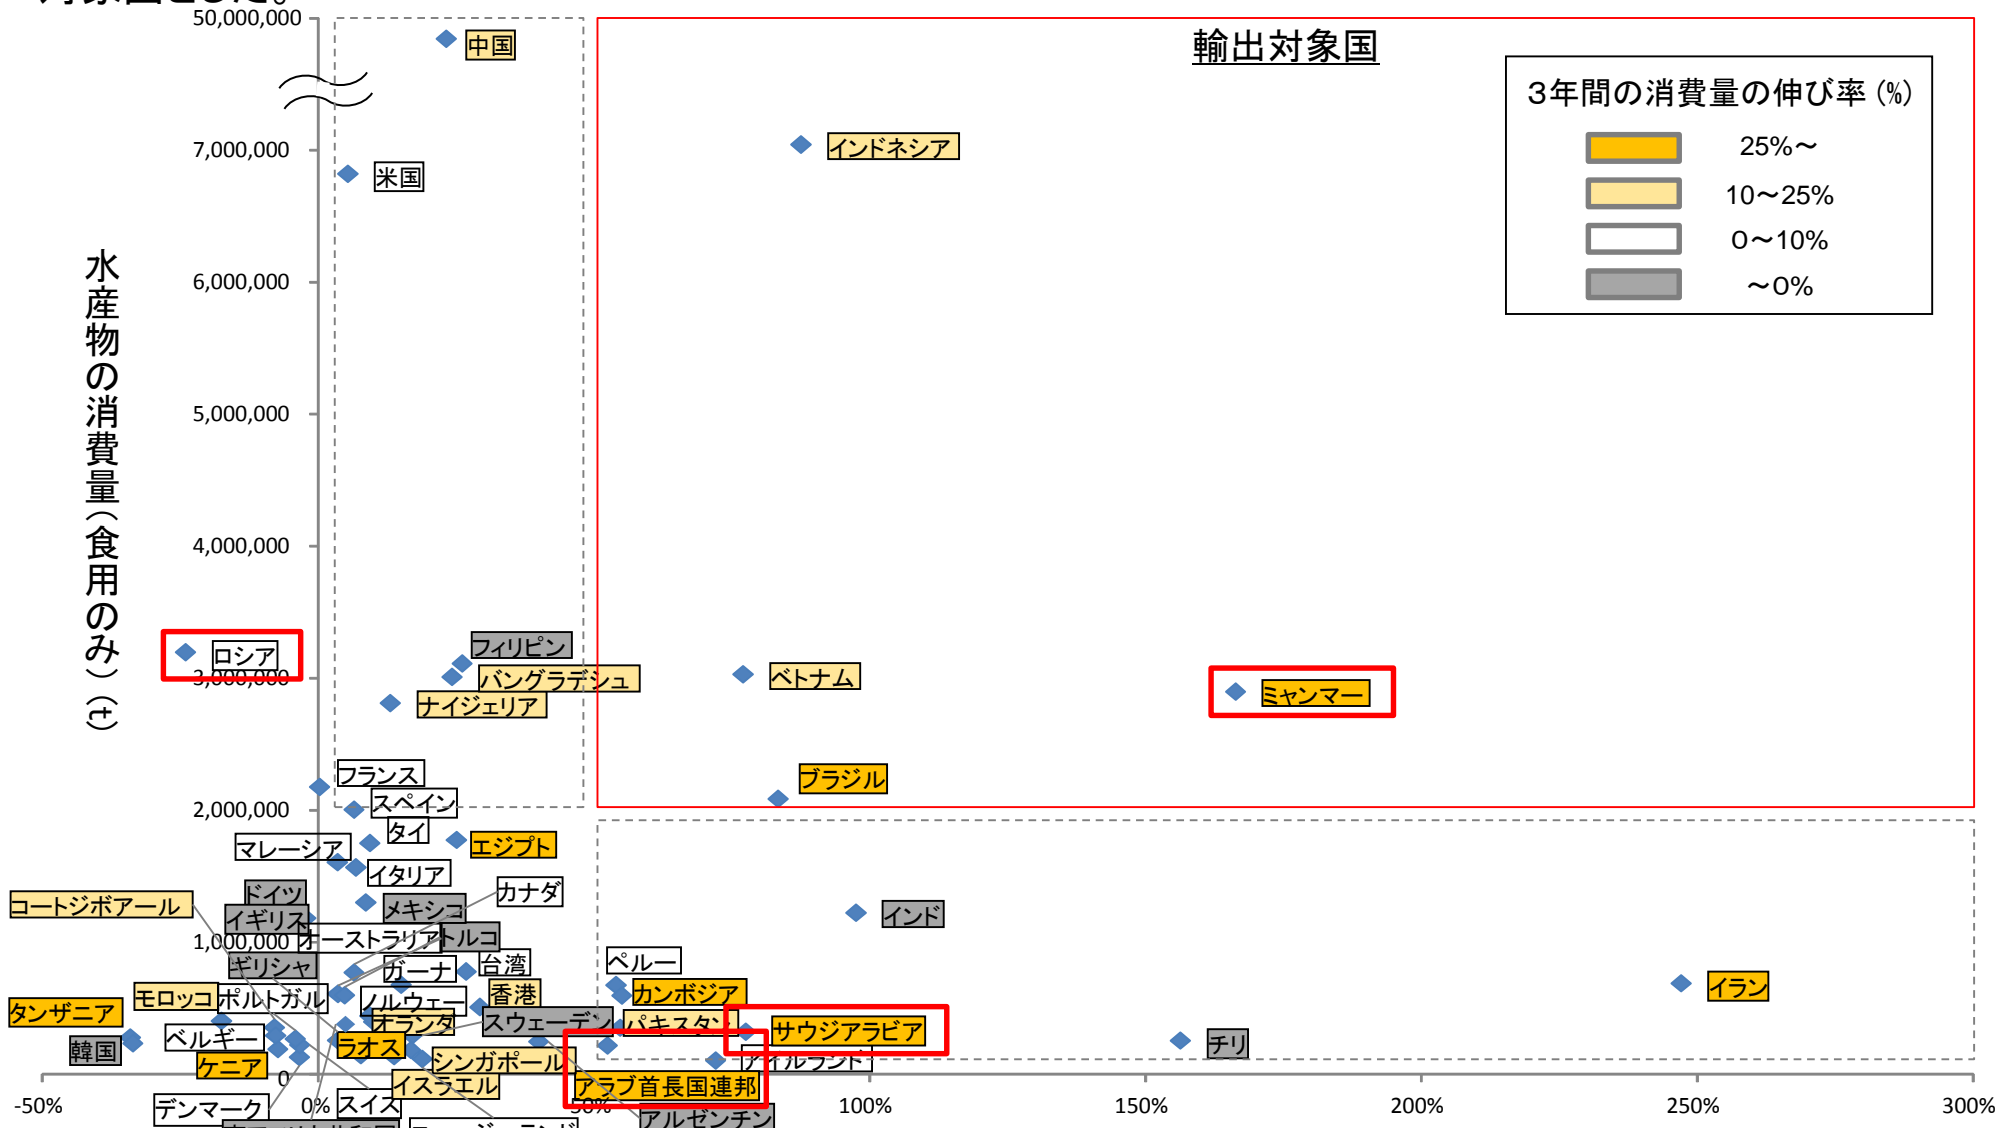 対象国とした。
50,000,000
中国
輸出対象国
3年間の消費量の伸び率(%)
25%～
10～25%
0～10%
～0%
7,000,000
インドネシア
米国
6,000,000
水産物の消費量(食用のみ)(t)
5,000,000
4,000,000
ロシア
フィリピン
3,000,000
バングラデシュ
ベトナム
ミャンマー
ナイジェリア
フランス
ブラジル
2,000,000
スペイン
タイ
マレーシア
エジプト
イタリア
ドイツ
カナダ
コートジボアール
イギリス
メキシコ
インド
1,000,000
オーストラリア
トルコ
ギリシャ
ガーナ
台湾
ペルー
モロッコ
ポルトガル
ノルウェー
香港
カンボジア
イラン
タンザニア
オランダ
スウェーデン
パキスタン
サウジアラビア
韓国
ベルギー
ラオス
チリ
ケニア
シンガポール
アイルランド
0
イスラエル
アラブ首長国連邦
-50%
デンマーク
0%
スイス
50%
アルゼンチン
100%
150%
200%
250%
300%